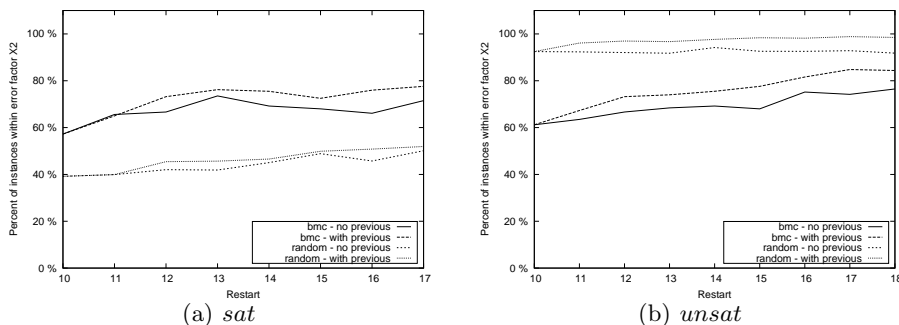 Percent of instances within error factor X2
100 %
80 %
60 %
40 %
20 %
0 %
bmc - no previous
bmc - with previous
random - no previous
random - with previous
10 11 12 13 14 15 16 17
Restart
(a) sat
Percent of instances within error factor X2
100 %
80 %
60 %
40 %
20 %
0 %
bmc - no previous
bmc - with previous
random - no previous
random - with previous
10 11 12 13 14 15 16 17 18
Restart
(b) unsat